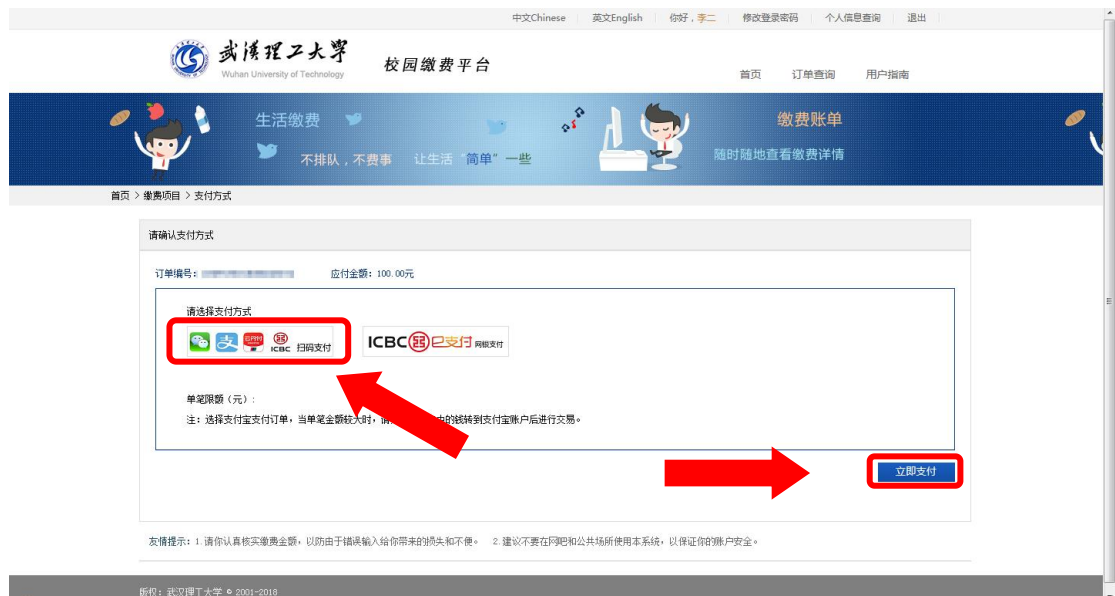 中文Chinese 英文English 你好，李二 修改登录密码 个人信息查询 退出
武汉理工大学
Wuhan University of Technology
校园缴费平台
首页 订单查询 用户指南
生活缴费
不排队，不费事 让生活“简单”一些
缴费账单
随时随地查看缴费详情
首页 > 缴费项目 > 支付方式
请确认支付方式
订单编号： 应付金额：100.00元
请选择支付方式
支 ICBC 扫码支付
ICBC 已支付 网银支付
单笔限额（元）：
注：选择支付宝支付订单，当单笔金额较大时，请 中的钱转到支付宝账户后进行交易。
立即支付
友情提示：1.请你认真核实缴费金额，以防由于错误输入给你带来的损失和不便。 2.建议不要在网吧和公共场所使用本系统，以保证你的账户安全。
版权：武汉理工大学 © 2001-2018